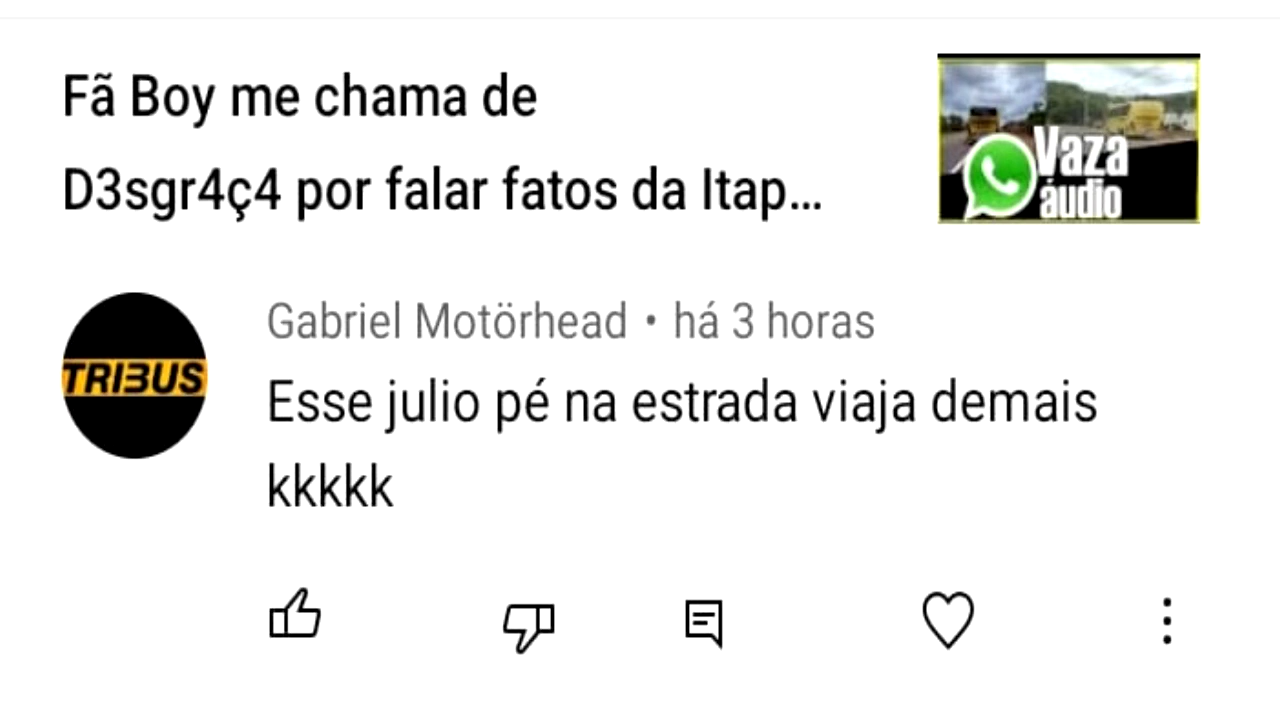 Fã Boy me chama de
D3sgr4ç4 por falar fatos da Itap...
Vaza
áudio
TRIBUS
Gabriel Motörhead • há 3 horas
Esse julio pé na estrada viaja demais
kkkkk